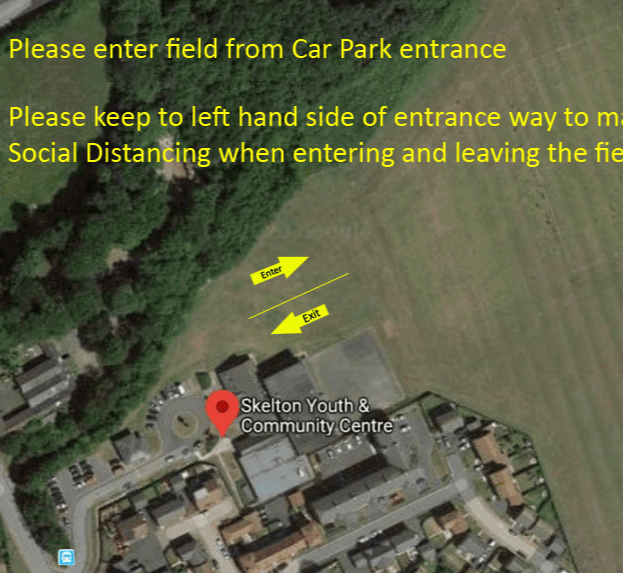 Please enter field from Car Park entrance
Please keep to left hand side of entrance way to ma
Social Distancing when entering and leaving the fie
Enter
Exit
Skelton Youth &
Community Centre